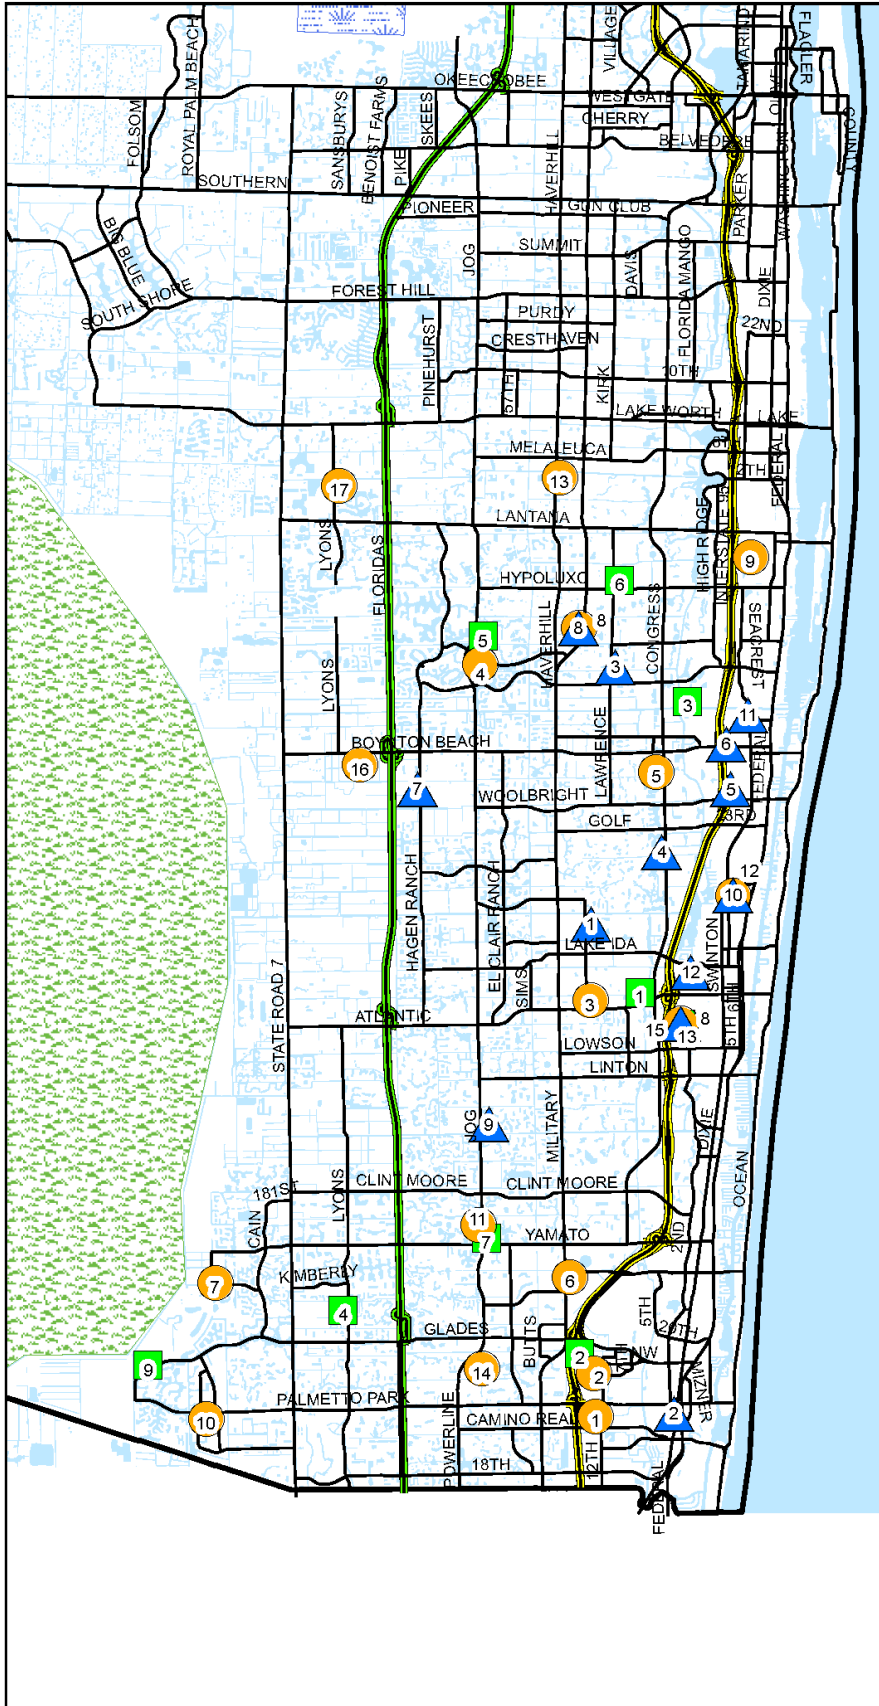 FLAGLER
VILLAGE
TAMARIND
ROYAL PALM BEACH
OKEECHOBEE
WESTGATE
OLIVE
FOLSOM
SANSBURYS
BENOIST FARMS
SKEES
CHERRY
COUNTY
BELVEDERE
PIKE
HAVERHILL
SOUTHERN
PIONEER
GUN CLUB
PARKER
WASHINGTON
BIG BLUE
JOG
SUMMIT
DAVIS
FLORIDA MANGO
SOUTH SHORE
FOREST HILL
DIXIE
PURDY
22ND
PINEHURST
CRESTHAVEN
10TH
57TH
KIRK
LAKE WORTH
LAKE
MELALEUCA
6TH
FEDERAL
17
13
LYONS
LANTANA
HIGH RIDGE
INTERSTATE 95
FLORIDAS
9
HYPOLUXO
6
CONGRESS
SEACREST
HAVERHILL
8
8
5
4
3
LYONS
3
11
BOYNTON BEACH
6
FEDERAL
16
5
LAWRENCE
7
WOOLBRIGHT
5
3RD
GOLF
4
HAGEN RANCH
EL CLAIR RANCH
12
10
1
LAKE IDA
SWINTON
12
STATE ROAD 7
SIMS
3
1
ATLANTIC
5TH
6TH
15
8
13
LOWSON
LINTON
JOG
9
MILITARY
DIXIE
OCEAN
LYONS
CLINT MOORE
CLINT MOORE
181ST
CAIN
11
7
YAMATO
2ND
7
KIMBERLY
6
4
5TH
20TH
GLADES
BUTTS
9
2
NW
7TH
14
2
MIZNER
PALMETTO PARK
10
CAMINO REAL
1
2
POWERLINE
18TH
12TH
FEDERAL